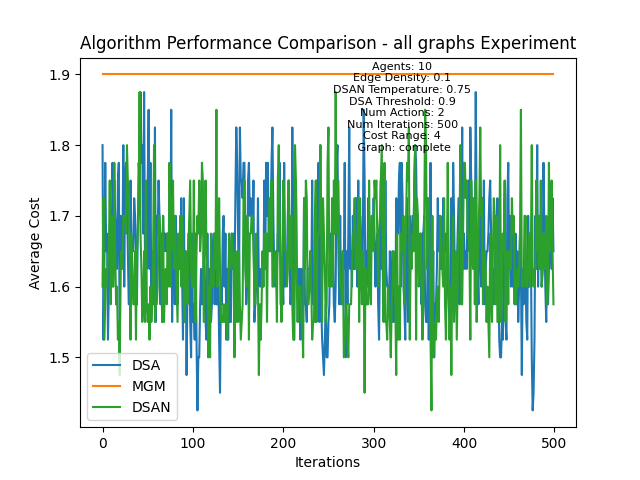 Algorithm Performance Comparison - all graphs Experiment
Agents: 10
Edge Density: 0.1
DSAN Temperature: 0.75
DSA Threshold: 0.9
Num Actions: 2
Num Iterations: 500
Cost Range: 4
Graph: complete
1.9
1.8
1.7
1.6
1.5
Average Cost
DSA
MGM
DSAN
0
100
200
300
400
500
Iterations